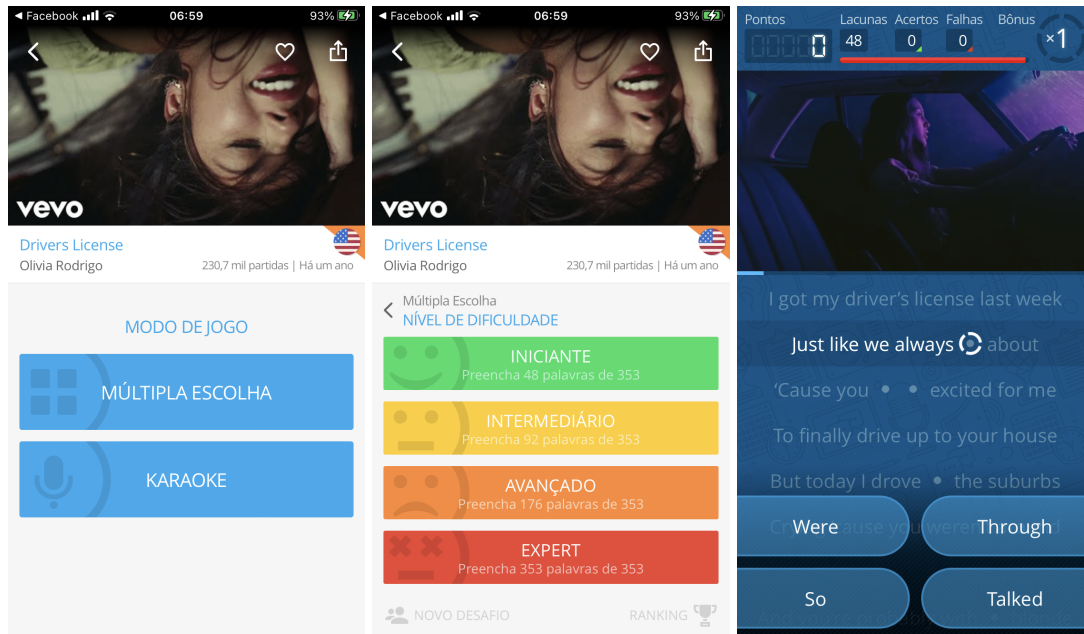 ◄ Facebook 06:59 93%
vevo
Drivers License
Olivia Rodrigo 230,7 mil partidas | Há um ano
MODO DE JOGO
MÚLTIPLA ESCOLHA
KARAOKE
◄ Facebook 06:59 93%
vevo
Drivers License
Olivia Rodrigo 230,7 mil partidas | Há um ano
Múltipla Escolha
NÍVEL DE DIFICULDADE
INICIANTE
Preencha 48 palavras de 353
INTERMEDIÁRIO
Preencha 92 palavras de 353
AVANÇADO
Preencha 176 palavras de 353
EXPERT
Preencha 353 palavras de 353
NOVO DESAFIO RANKING
Pontos Lacunas Acertos Falhas Bônus
0 48 0 0 ×1
I got my driver's license last week
Just like we always about
'Cause you • • excited for me
To finally drive up to your house
But today I drove • the suburbs
Were Through
So Talked